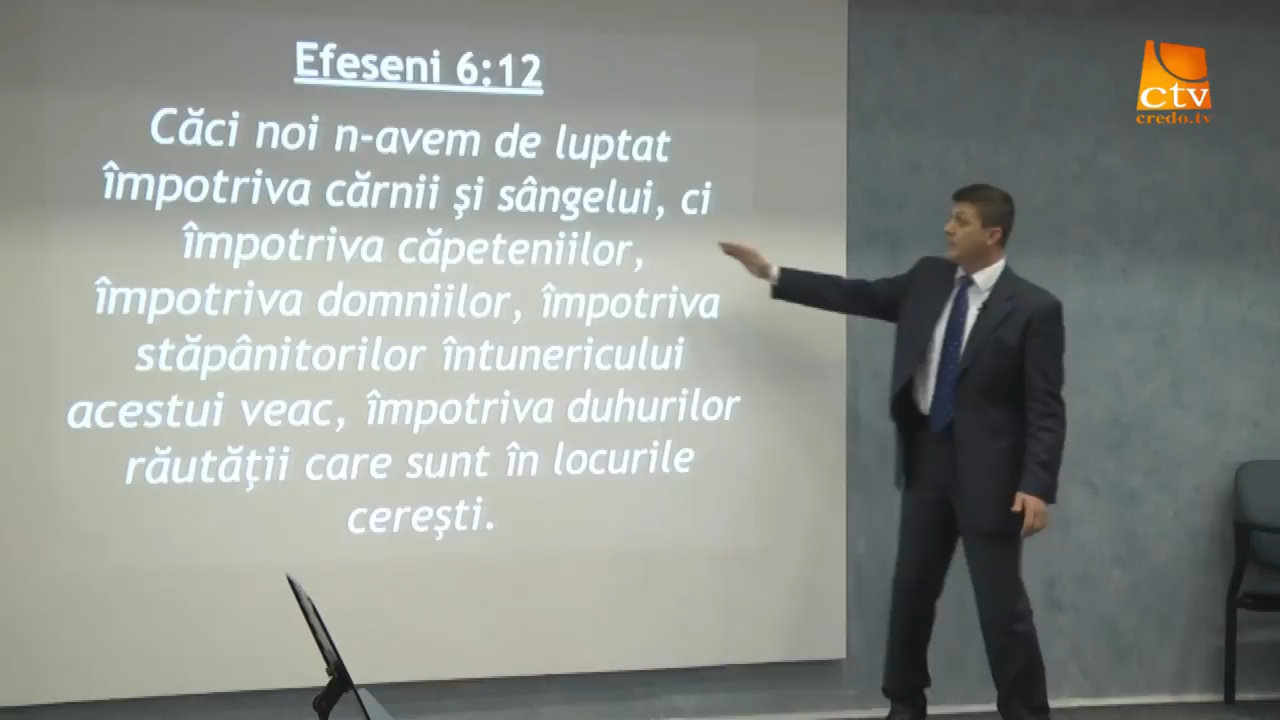 Efeseni 6:12
Căci noi n-avem de luptat
împotriva cărnii şi sângelui, ci
împotriva căpeteniilor,
împotriva domniilor, împotriva
stăpânitorilor întunericului
acestui veac, împotriva duhurilor
răutăţii care sunt în locurile
cereşti.
ctv
credo.tv